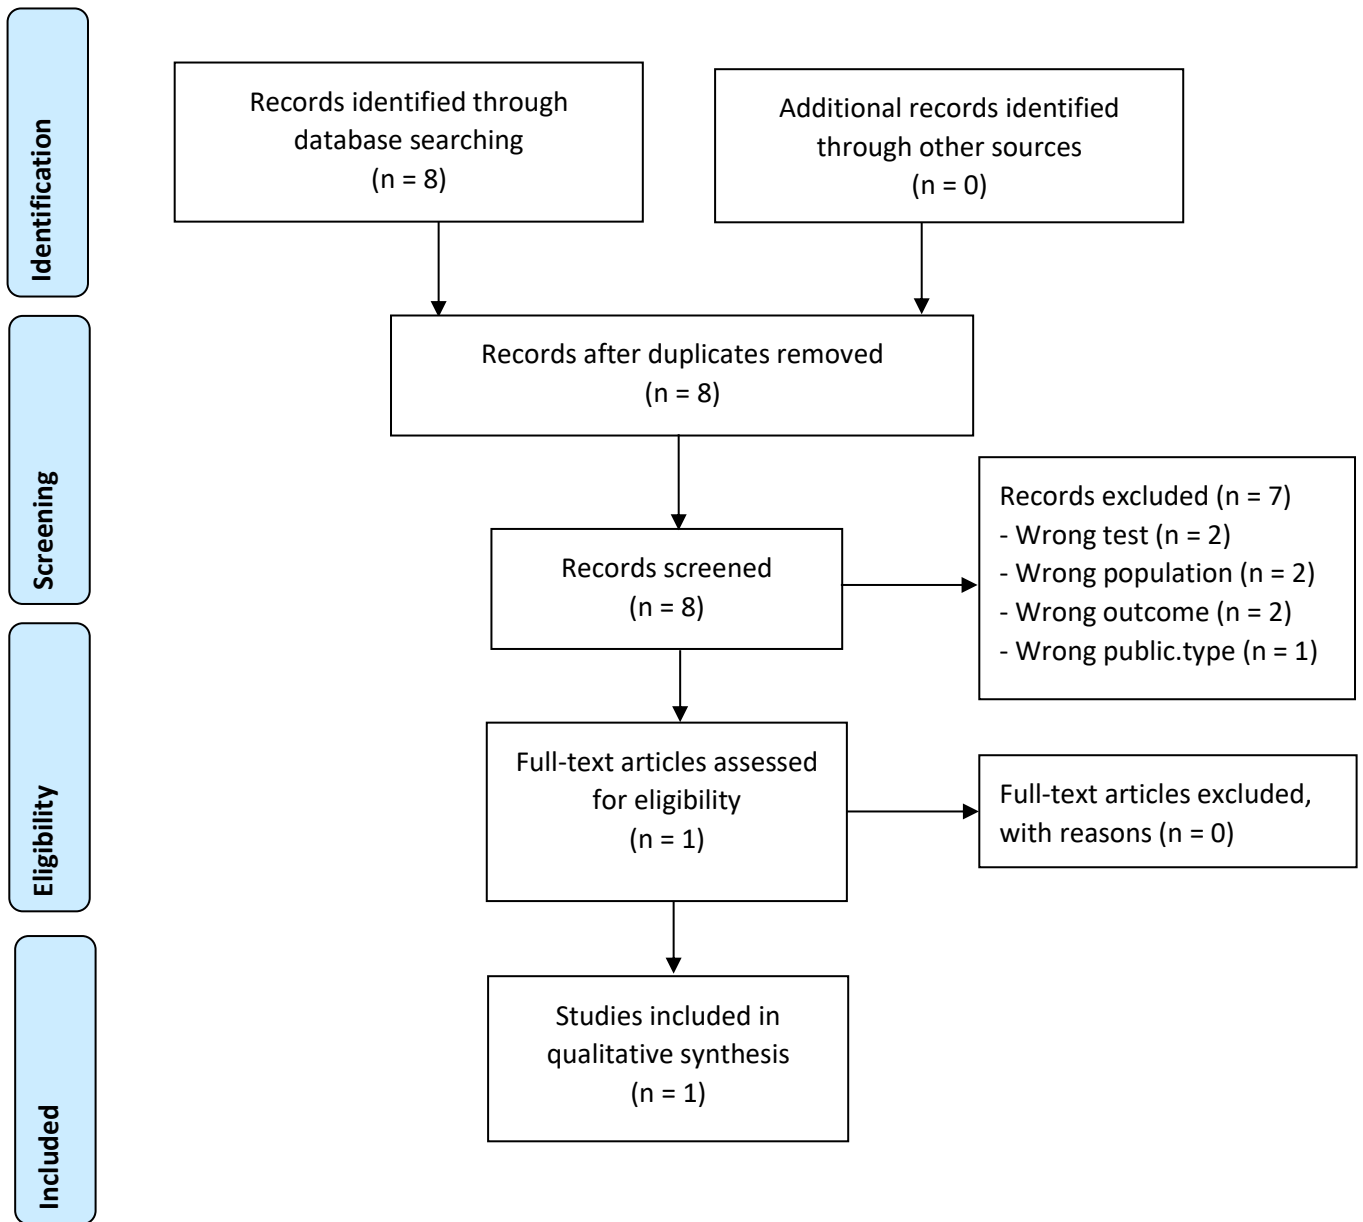 Identification
Records identified through
database searching
(n = 8)
Additional records identified
through other sources
(n = 0)
Screening
Records after duplicates removed
(n = 8)
Records screened
(n = 8)
Records excluded (n = 7)
- Wrong test (n = 2)
- Wrong population (n = 2)
- Wrong outcome (n = 2)
- Wrong public.type (n = 1)
Eligibility
Full-text articles assessed
for eligibility
(n = 1)
Full-text articles excluded,
with reasons (n = 0)
Included
Studies included in
qualitative synthesis
(n = 1)